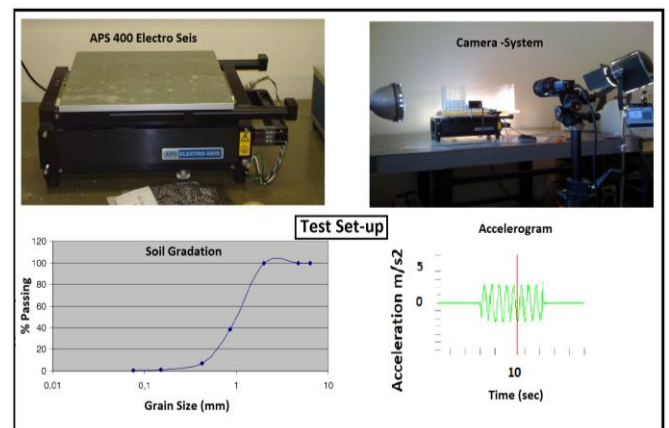 APS 400 Electro Seis
Camera -System
APS ELECTRO-SEIS
Test Set-up
Soil Gradation
% Passing
120
100
80
60
40
20
0
0,01
0,1
1
10
Grain Size (mm)
Accelerogram
Acceleration m/s2
5
0
10
Time (sec)